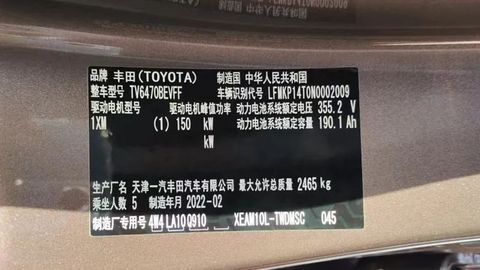 品牌 丰田(TOYOTA) 制造国 中华人民共和国
整车型号 TV6470BEVFF 车辆识别代号 LFMKP14T0N0002009
驱动电机型号 驱动电机峰值功率 动力电池系统额定电压 355.2 V
1XM (1) 150 kW 动力电池系统额定容量 190.1 Ah
kW
生产厂名 天津一汽丰田汽车有限公司 最大允许总质量 2465 kg
乘坐人数 5 制造年月 2022-02
制造厂专用号 4W4 LA10 0910 XEAM10L-TWDMSC 045